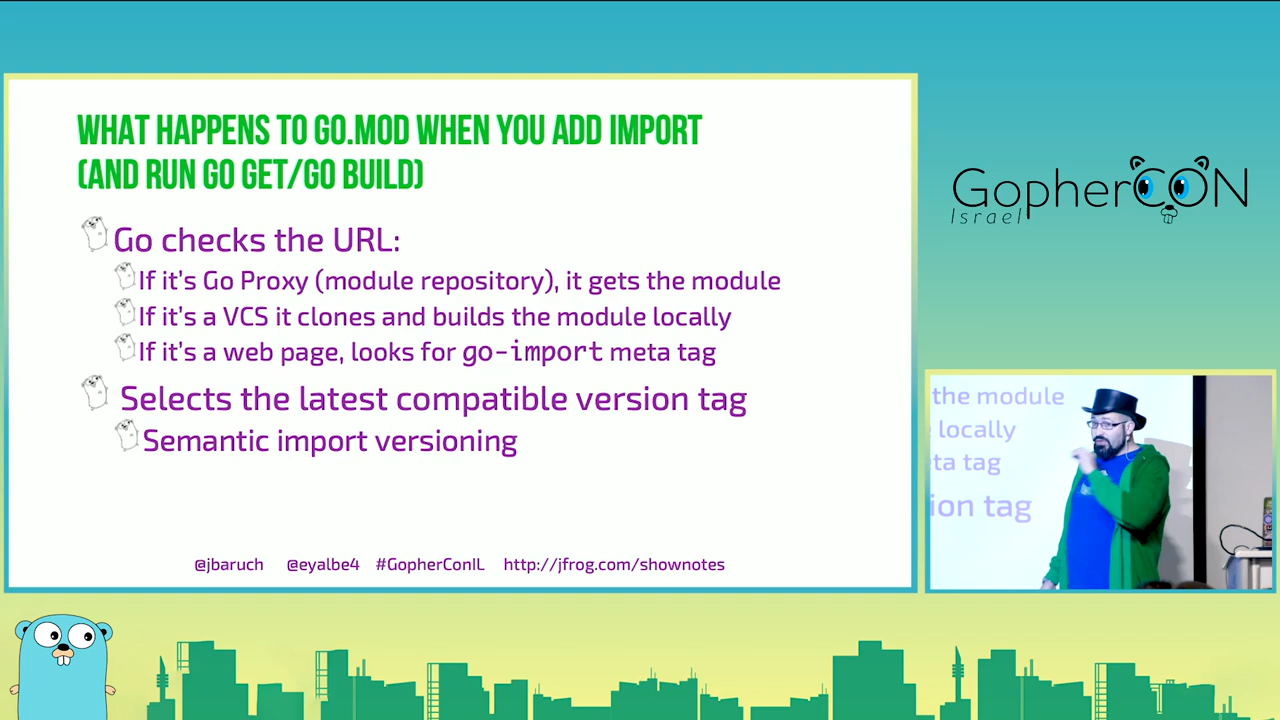 WHAT HAPPENS TO GO.MOD WHEN YOU ADD IMPORT
(AND RUN GO GET/GO BUILD)
Go checks the URL:
If it's Go Proxy (module repository), it gets the module
If it's a VCS it clones and builds the module locally
If it's a web page, looks for go-import meta tag
Selects the latest compatible version tag
Semantic import versioning
@jbaruch @eyalbe4 #GopherConIL http://jfrog.com/shownotes
GopherCON
Israel
the module
locally
ta tag
ion tag